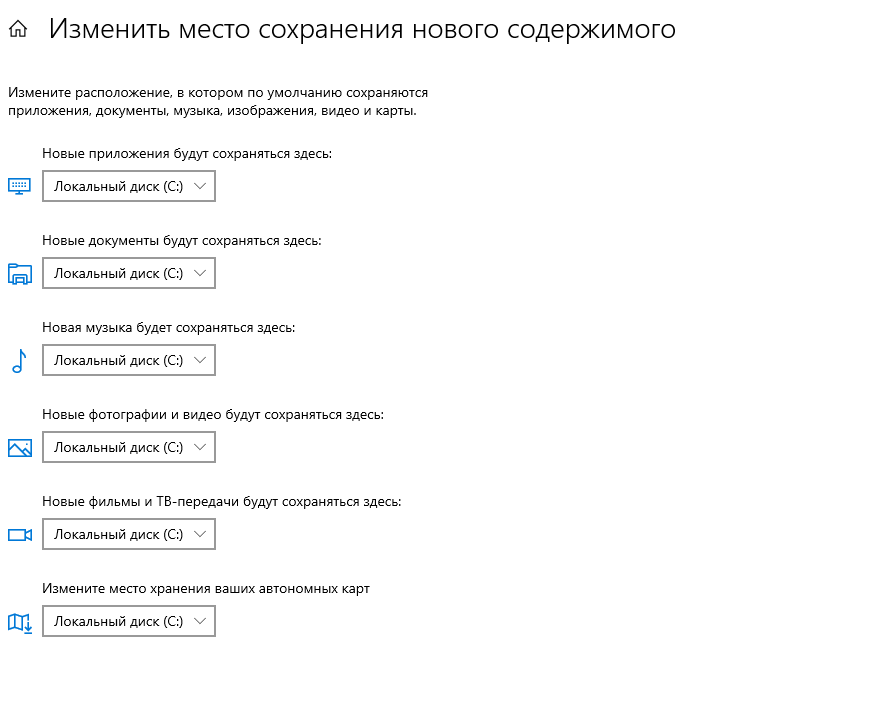 Изменить место сохранения нового содержимого
Измените расположение, в котором по умолчанию сохраняются
приложения, документы, музыка, изображения, видео и карты.
Новые приложения будут сохраняться здесь:
Локальный диск (C:)
Новые документы будут сохраняться здесь:
Локальный диск (C:)
Новая музыка будет сохраняться здесь:
Локальный диск (C:)
Новые фотографии и видео будут сохраняться здесь:
Локальный диск (C:)
Новые фильмы и ТВ-передачи будут сохраняться здесь:
Локальный диск (C:)
Измените место хранения ваших автономных карт
Локальный диск (C:)